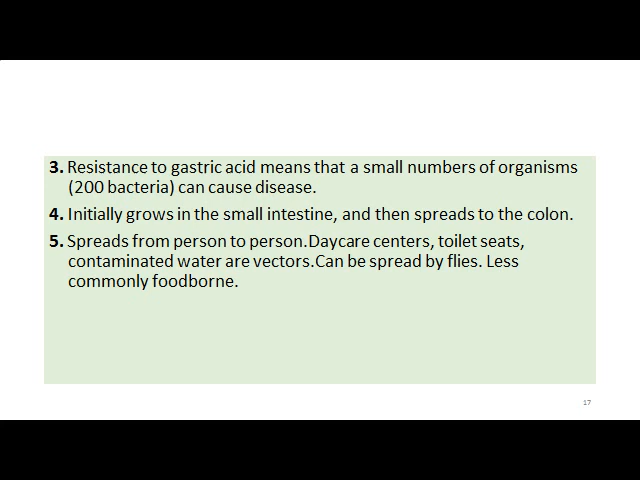 3. Resistance to gastric acid means that a small numbers of organisms
(200 bacteria) can cause disease.
4. Initially grows in the small intestine, and then spreads to the colon.
5. Spreads from person to person.Daycare centers, toilet seats,
contaminated water are vectors.Can be spread by flies. Less
commonly foodborne.
17